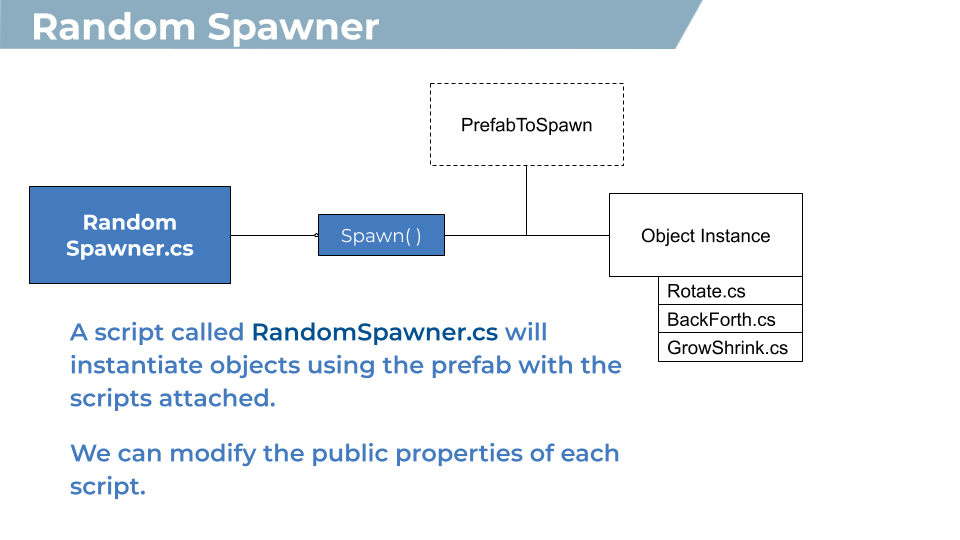 Random Spawner
PrefabToSpawn
Random
Spawner.cs
Spawn( )
Object Instance
Rotate.cs
BackForth.cs
GrowShrink.cs
A script called RandomSpawner.cs will
instantiate objects using the prefab with the
scripts attached.
We can modify the public properties of each
script.